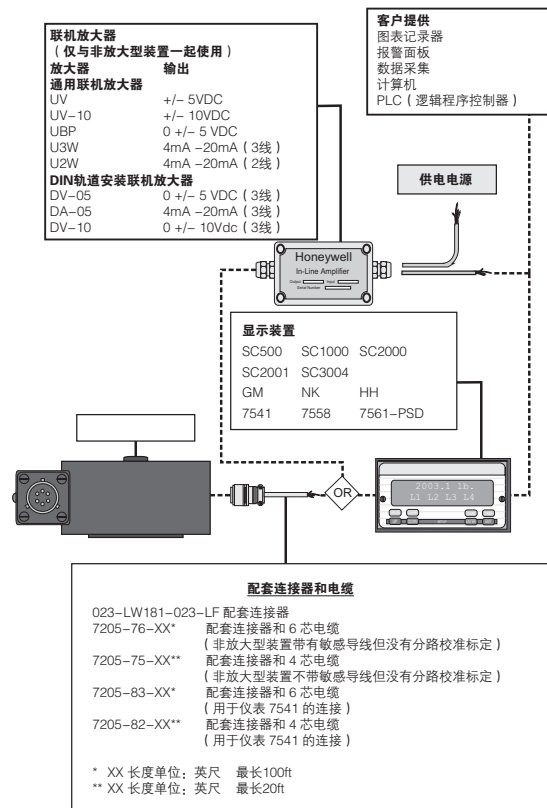 联机放大器
（仅与非放大型装置一起使用）
放大器 输出
通用联机放大器
UV +/– 5VDC
UV–10 +/– 10VDC
UBP 0 +/– 5 VDC
U3W 4mA –20mA（3线）
U2W 4mA –20mA（2线）
DIN轨道安装联机放大器
DV–05 0 +/– 5 VDC（3线）
DA–05 4mA –20mA（3线）
DV–10 0 +/– 10Vdc（3线）
客户提供
图表记录器
报警面板
数据采集
计算机
PLC（逻辑程序控制器）
供电电源
Honeywell
In-Line Amplifier
Output Input
Serial Number
显示装置
SC500 SC1000 SC2000
SC2001 SC3004
GM NK HH
7541 7558 7561–PSD
OR
2003.1 lb.
L1 L2 L3 L4
配套连接器和电缆
023–LW181–023–LF 配套连接器
7205–76–XX* 配套连接器和 6 芯电缆
（非放大型装置带有敏感导线但没有分路校准标定）
7205–75–XX** 配套连接器和 4 芯电缆
（非放大型装置不带敏感导线但没有分路校准标定）
7205–83–XX* 配套连接器和 6 芯电缆
（用于仪表 7541 的连接）
7205–82–XX** 配套连接器和 4 芯电缆
（用于仪表 7541 的连接）
* XX 长度单位：英尺 最长100ft
** XX 长度单位：英尺 最长20ft